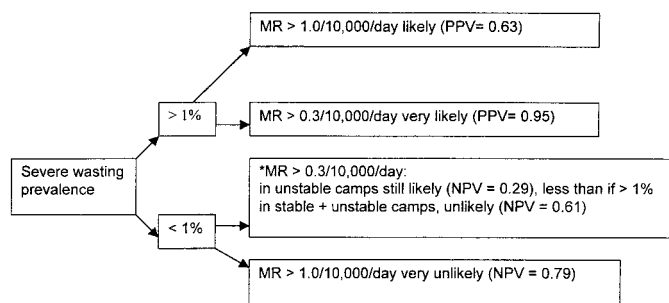 MR > 1.0/10,000/day likely (PPV= 0.63)
> 1%
MR > 0.3/10,000/day very likely (PPV= 0.95)
Severe wasting
prevalence
*MR > 0.3/10,000/day:
in unstable camps still likely (NPV = 0.29), less than if > 1%
in stable + unstable camps, unlikely (NPV = 0.61)
< 1%
MR > 1.0/10,000/day very unlikely (NPV = 0.79)